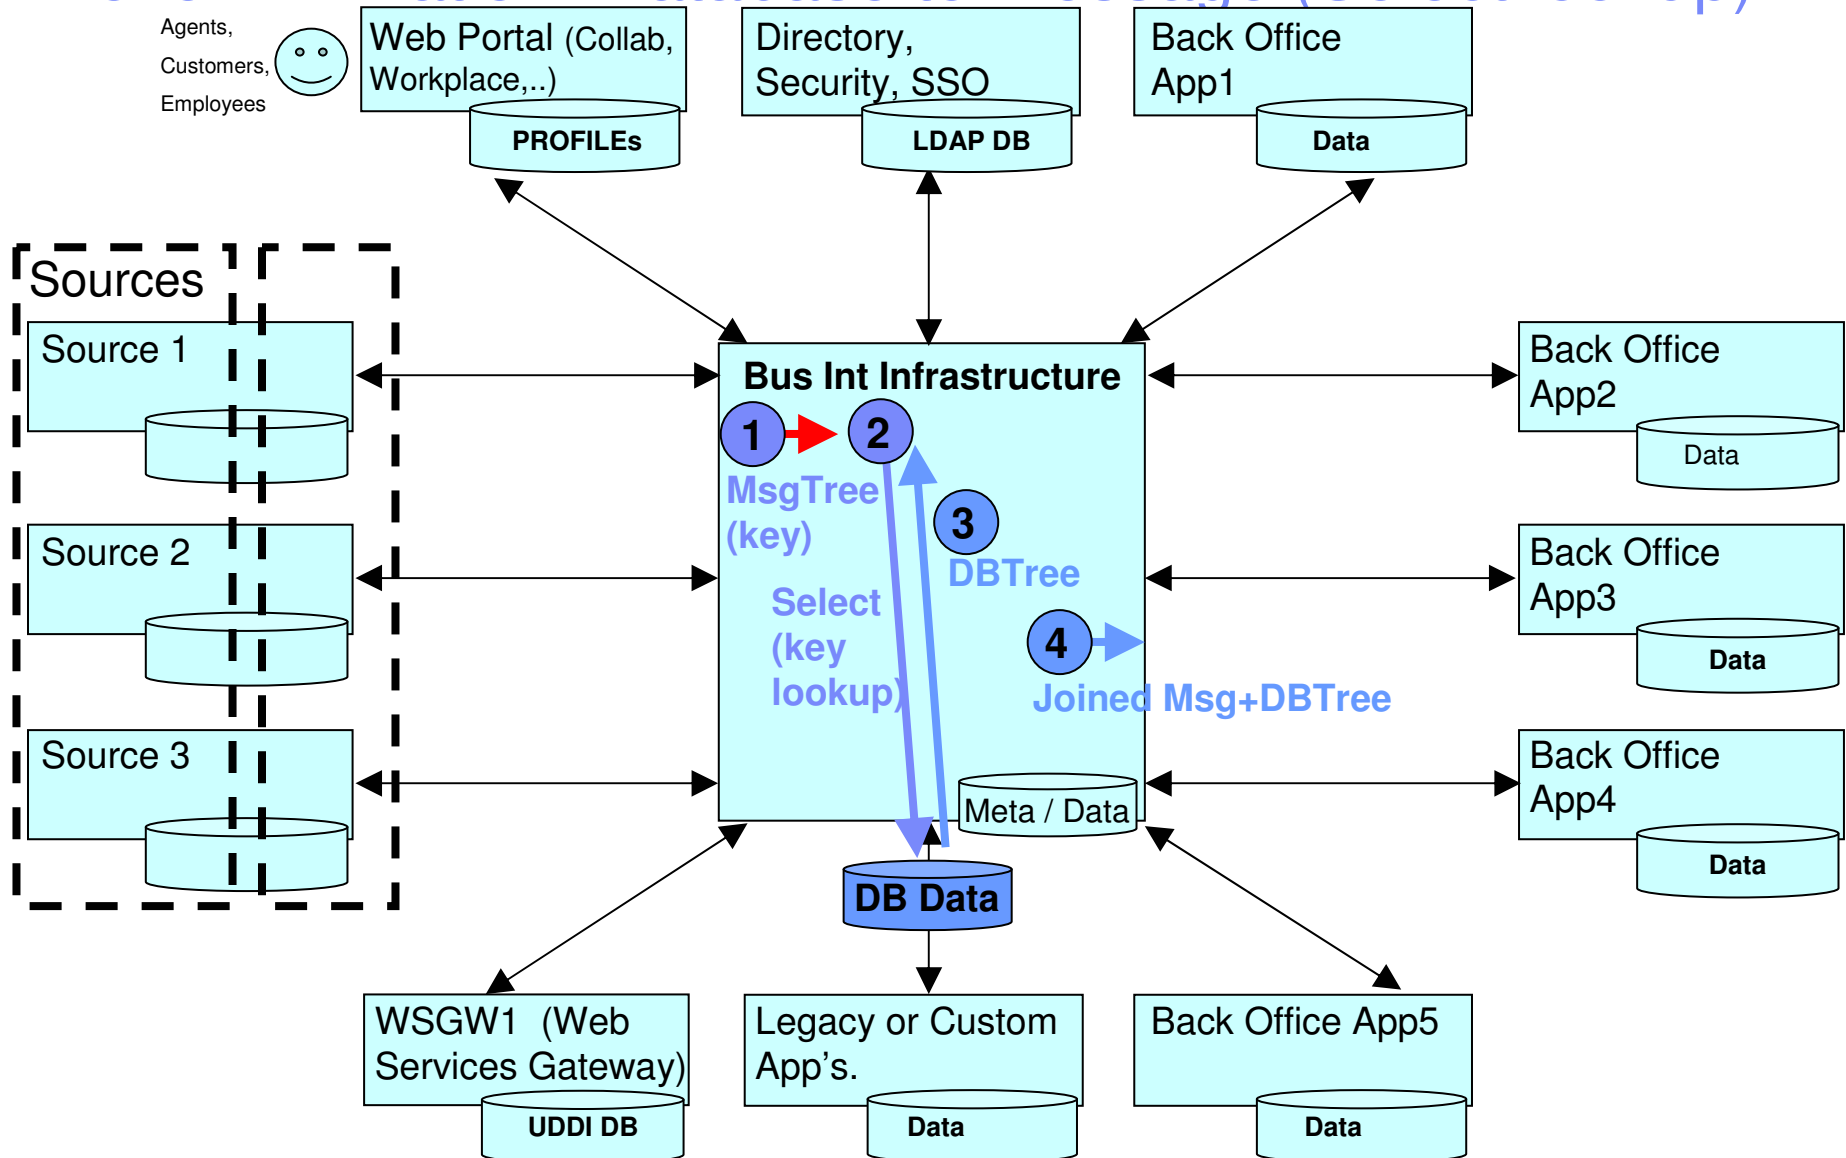 Agents,
Customers,
Employees
Web Portal (Collab,
Workplace,..)
PROFILEs
Directory,
Security, SSO
LDAP DB
Back Office
App1
Data
Sources
Source 1
Source 2
Source 3
Bus Int Infrastructure
1
2
MsgTree
(key)
3
DBTree
Select
(key
lookup)
4
Joined Msg+DBTree
Meta / Data
DB Data
Back Office
App2
Data
Back Office
App3
Data
Back Office
App4
Data
WSGW1 (Web
Services Gateway)
UDDI DB
Legacy or Custom
App's.
Data
Back Office App5
Data